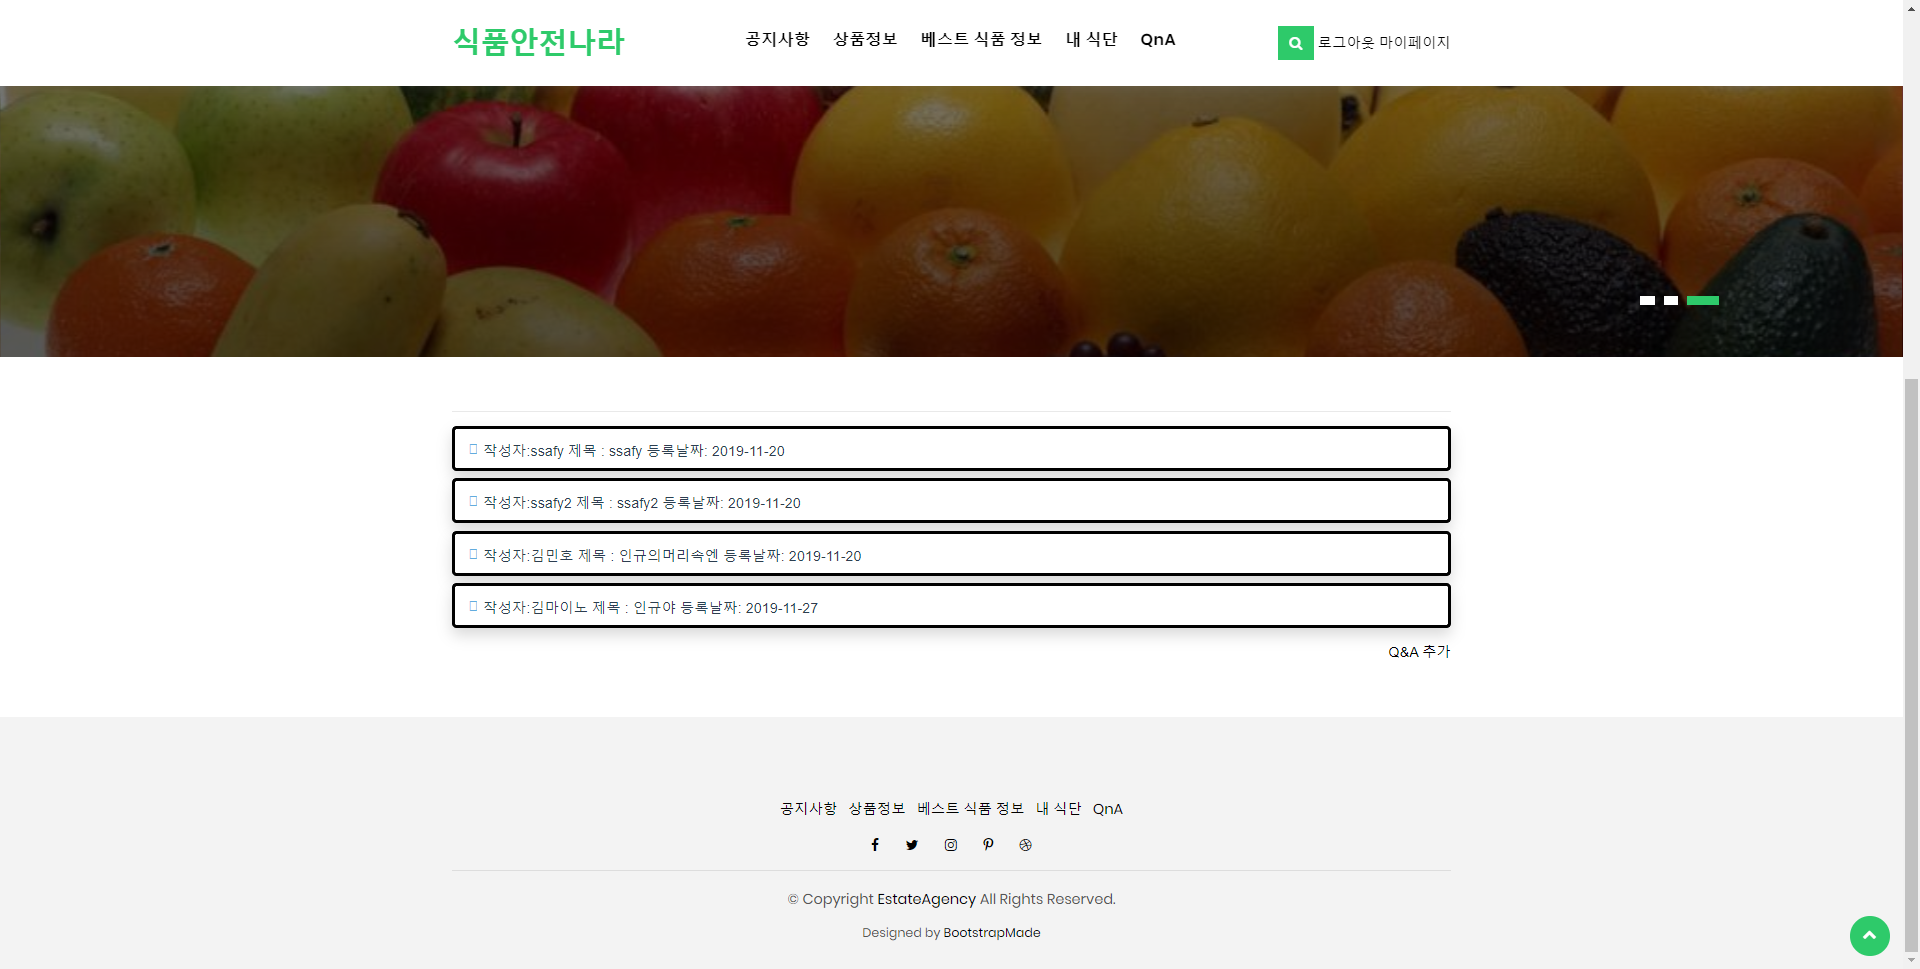 식품안전나라
공지사항 상품정보 베스트 식품 정보 내 식단 QnA
로그아웃 마이페이지
작성자:ssafy 제목 : ssafy 등록날짜: 2019-11-20
작성자:ssafy2 제목 : ssafy2 등록날짜: 2019-11-20
작성자:김민호 제목 : 인규의머리속엔 등록날짜: 2019-11-20
작성자:김마이노 제목 : 인규야 등록날짜: 2019-11-27
Q&A 추가
공지사항 상품정보 베스트 식품 정보 내 식단 QnA
© Copyright EstateAgency All Rights Reserved.
Designed by BootstrapMade